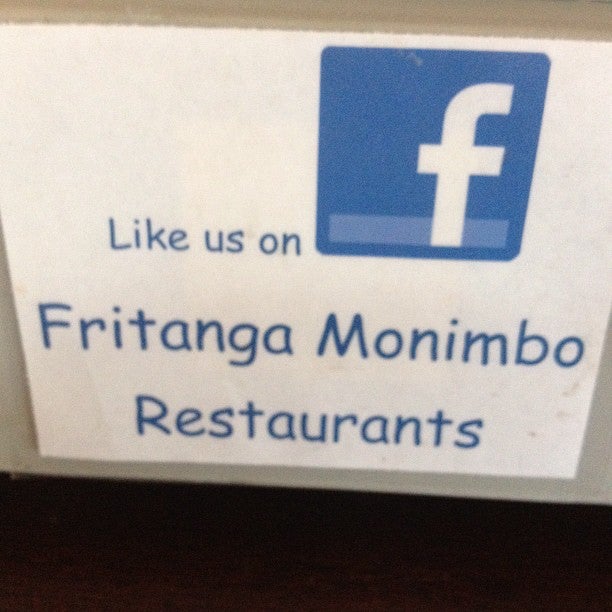 f
Like us on
Fritanga Monimbo
Restaurants